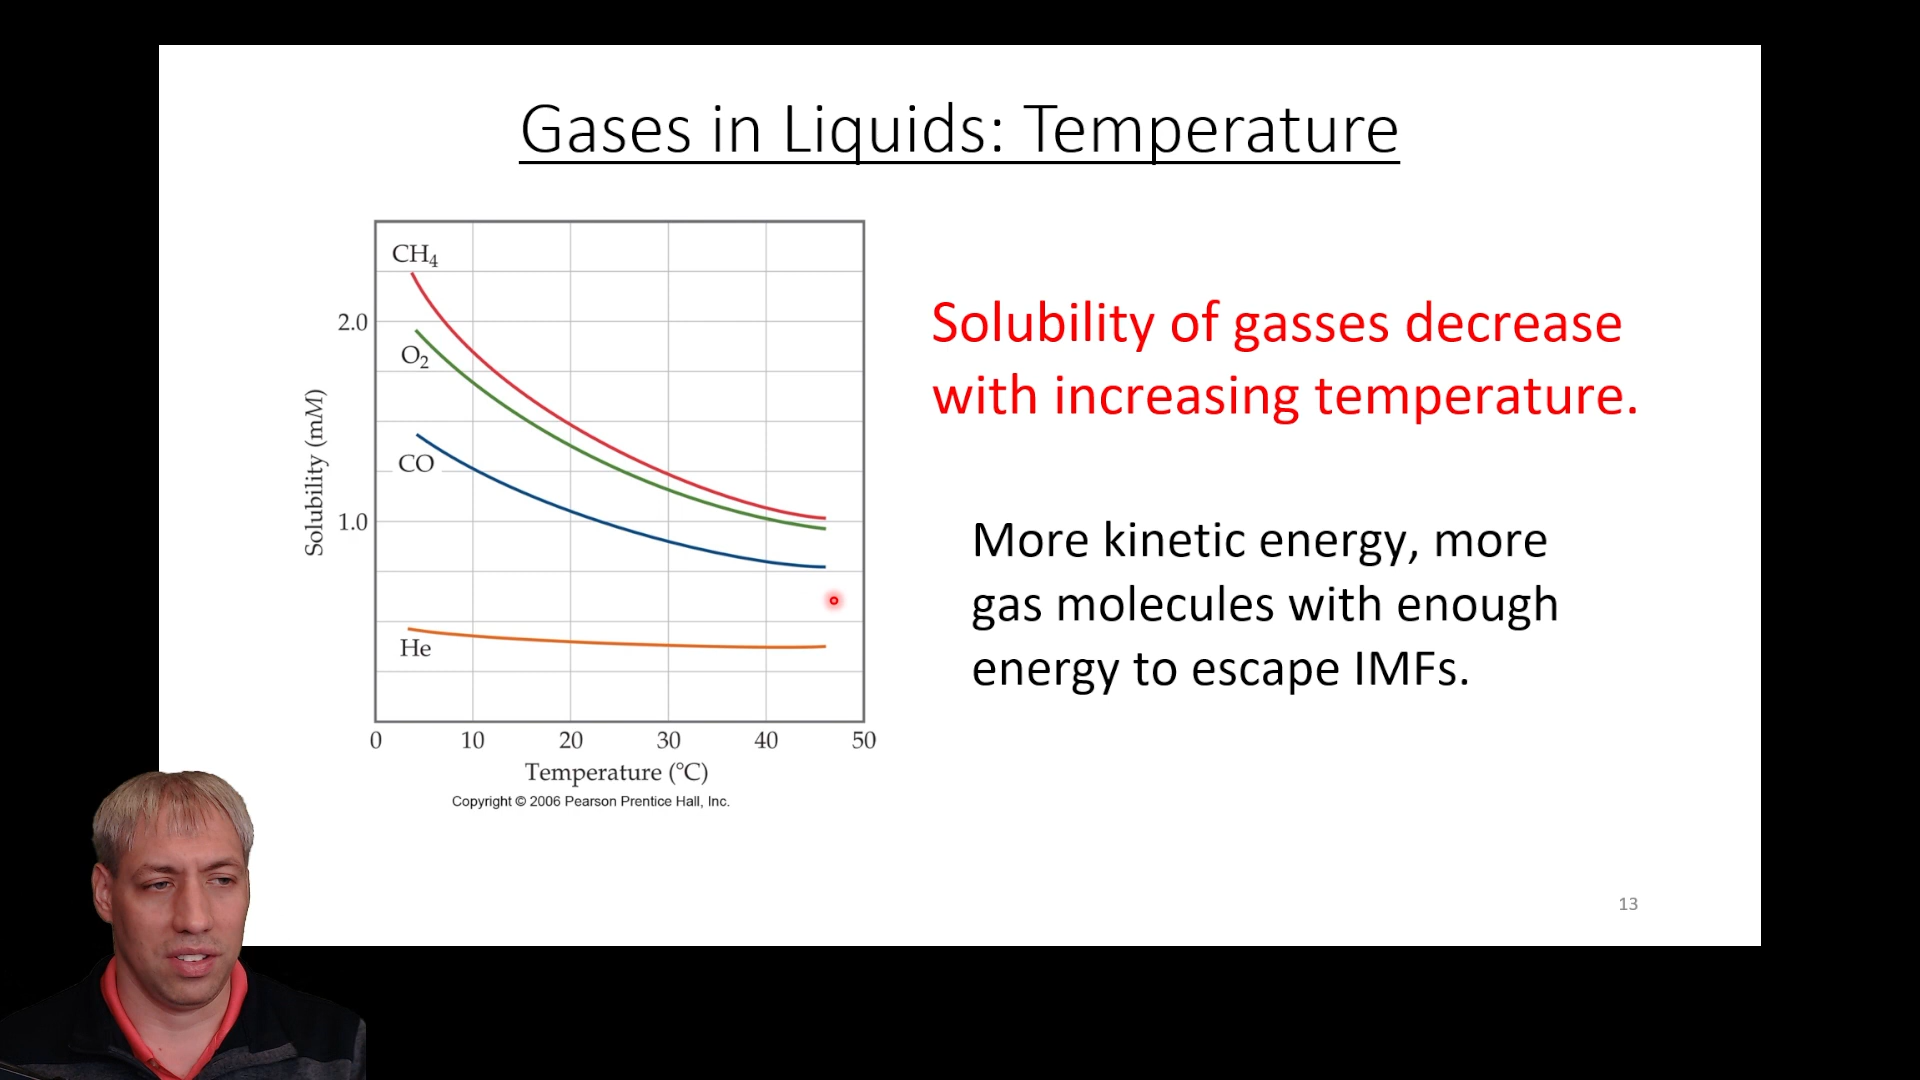 Gases in Liquids: Temperature
CH₄
2.0
O₂
CO
1.0
He
Solubility (mM)
0 10 20 30 40 50
Temperature (°C)
Copyright © 2006 Pearson Prentice Hall, Inc.
Solubility of gasses decrease
with increasing temperature.
More kinetic energy, more
gas molecules with enough
energy to escape IMFs.
13